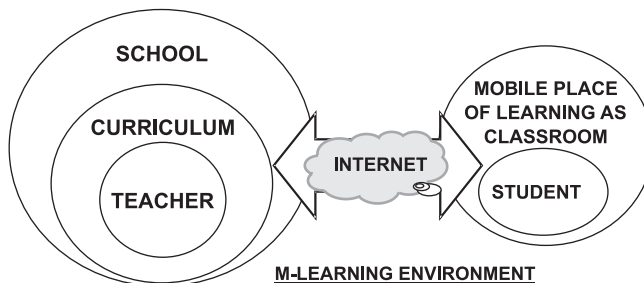 SCHOOL
CURRICULUM
TEACHER
INTERNET
MOBILE PLACE
OF LEARNING AS
CLASSROOM
STUDENT
M-LEARNING ENVIRONMENT